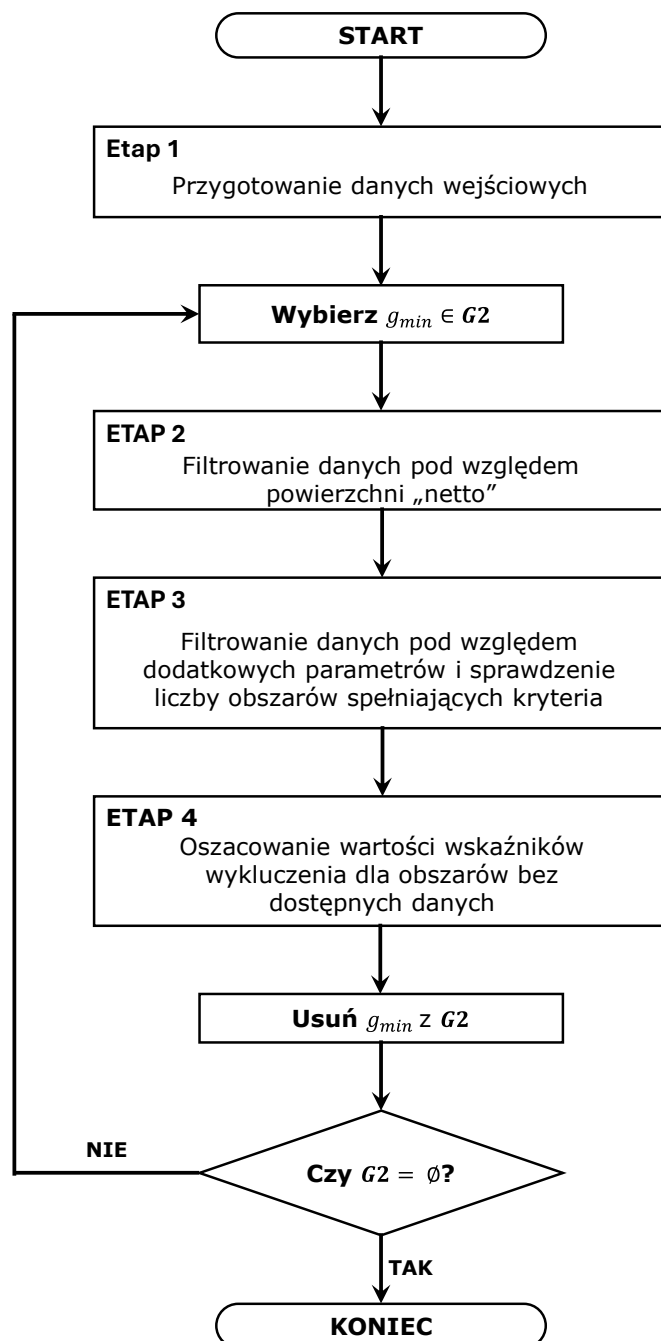 START
Etap 1
Przygotowanie danych wejściowych
Wybierz g_min ∈ G2
ETAP 2
Filtrowanie danych pod względem
powierzchni „netto”
ETAP 3
Filtrowanie danych pod względem
dodatkowych parametrów i sprawdzenie
liczby obszarów spełniających kryteria
ETAP 4
Oszacowanie wartości wskaźników
wykluczenia dla obszarów bez
dostępnych danych
Usuń g_min z G2
NIE
Czy G2 = ∅?
TAK
KONIEC